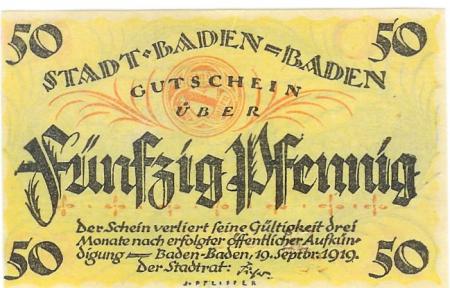 50 50
STADT·BADEN=BADEN
GUTSCHEIN
ÜBER
Fünfzig Pfennig
Der Schein verliert seine Gültigkeit drei
Monate nach erfolgter öffentlicher Aufkün-
digung — Baden-Baden, 19. Septbr. 1919.
Der Stadtrat:
50 50
PFEIFFER